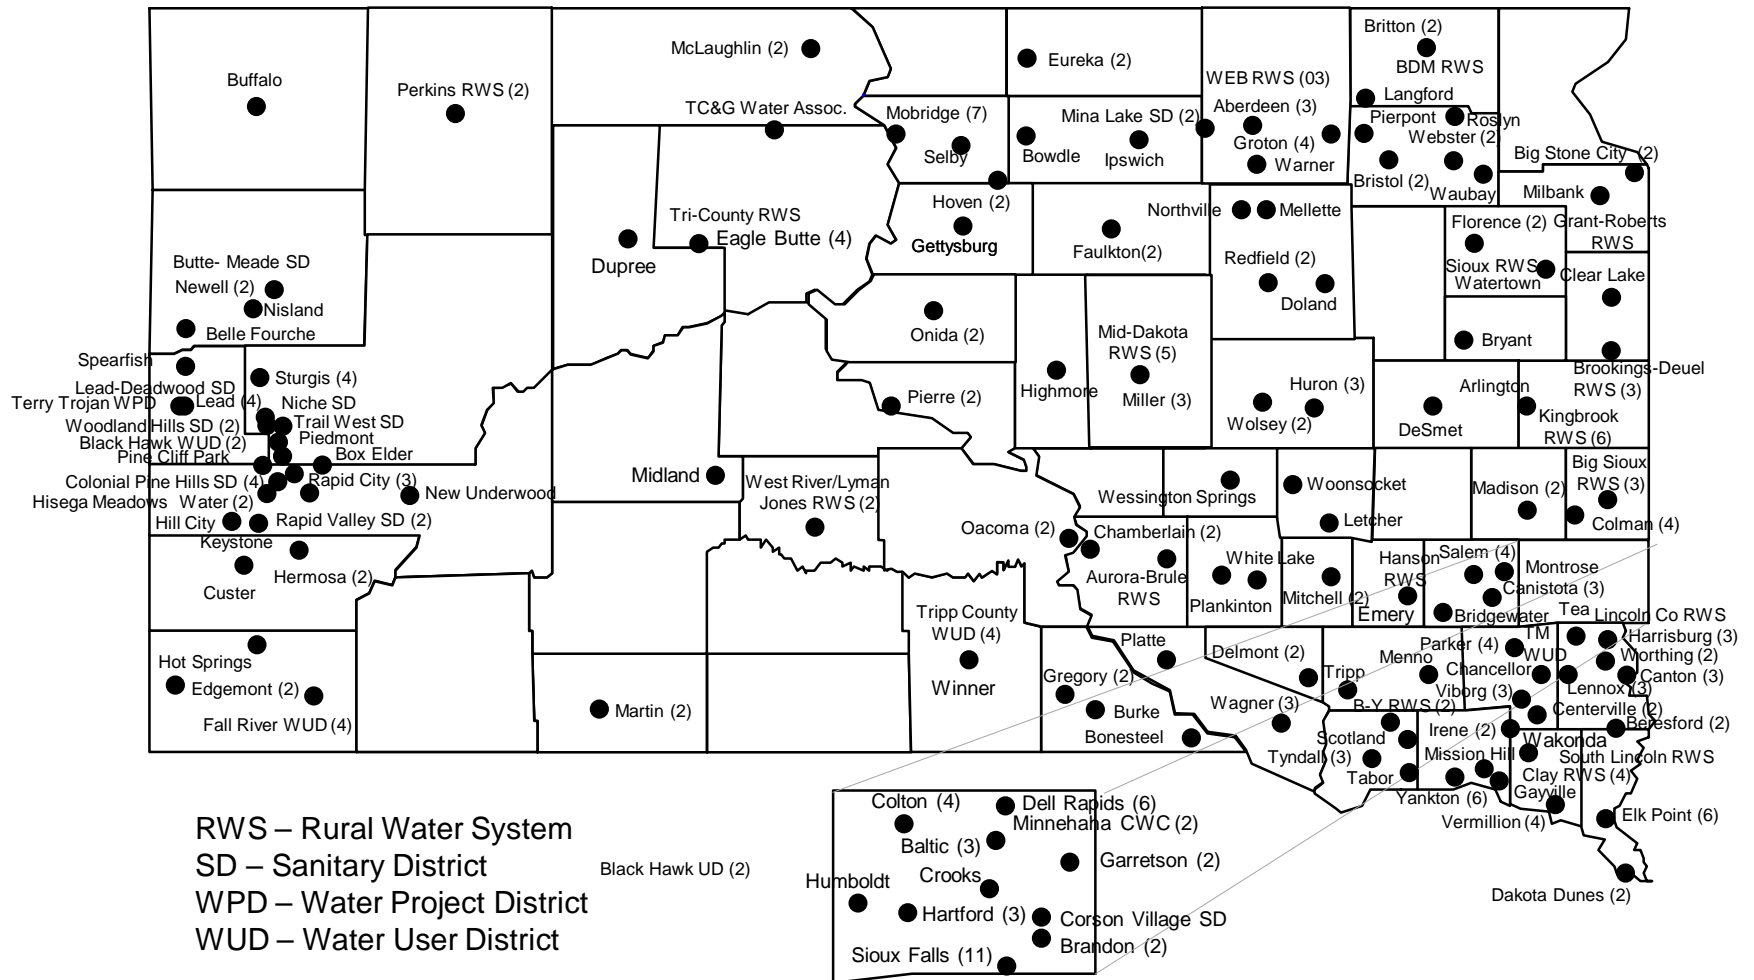 McLaughlin (2)
Eureka (2)
Britton (2)
BDM RWS
Buffalo
Perkins RWS (2)
WEB RWS (03)
Langford
TC&G Water Assoc.
Mobridge (7)
Mina Lake SD (2)
Aberdeen (3)
Pierpont
Roslyn
Selby
Bowdle
Ipswich
Groton (4)
Warner
Webster (2)
Bristol (2)
Waubay
Big Stone City (2)
Milbank
Tri-County RWS
Eagle Butte (4)
Dupree
Hoven (2)
Gettysburg
Faulkton(2)
Northville
Mellette
Florence (2)
Grant-Roberts
RWS
Butte- Meade SD
Newell (2)
Nisland
Belle Fourche
Redfield (2)
Doland
Sioux RWS
Watertown
Clear Lake
Onida (2)
Mid-Dakota
RWS (5)
Miller (3)
Bryant
Spearfish
Lead-Deadwood SD
Terry Trojan WPD
Lead (4)
Sturgis (4)
Niche SD
Woodland Hills SD (2)
Trail West SD
Black Hawk WUD (2)
Piedmont
Pine Cliff Park
Box Elder
Colonial Pine Hills SD (4)
Rapid City (3)
Hisega Meadows Water (2)
New Underwood
Hill City
Rapid Valley SD (2)
Keystone
Hermosa (2)
Custer
Pierre (2)
Highmore
Huron (3)
Wolsey (2)
Arlington
DeSmet
Brookings-Deuel
RWS (3)
Kingbrook
RWS (6)
Midland
West River/Lyman
Jones RWS (2)
Wessington Springs
Woonsocket
Letcher
Madison (2)
Big Sioux
RWS (3)
Colman (4)
Oacoma (2)
Chamberlain (2)
Aurora-Brule
RWS
White Lake
Plankinton
Mitchell (2)
Hanson
RWS
Emery
Salem (4)
Montrose
Canistota (3)
Bridgewater
Tripp County
WUD (4)
Winner
Hot Springs
Edgemont (2)
Fall River WUD (4)
Martin (2)
Platte
Gregory (2)
Burke
Bonesteel
Delmont (2)
Tripp
Wagner (3)
Menno
Parker (4)
TM
WUD
Chancellor
Viborg (3)
Tea
Lincoln Co RWS
Harrisburg (3)
Worthing (2)
Canton (3)
Lennox (3)
Centerville (2)
Beresford (2)
B-Y RWS (2)
Scotland
Tyndall (3)
Tabor
Irene (2)
Mission Hill
Yankton (6)
Wakonda
South Lincoln RWS
Clay RWS (4)
Gayville
Vermillion (4)
Elk Point (6)
Dakota Dunes (2)
Colton (4)
Dell Rapids (6)
Minnehaha CWC (2)
Baltic (3)
Garretson (2)
Crooks
Humboldt
Hartford (3)
Corson Village SD
Brandon (2)
Sioux Falls (11)
Black Hawk UD (2)
RWS – Rural Water System
SD – Sanitary District
WPD – Water Project District
WUD – Water User District